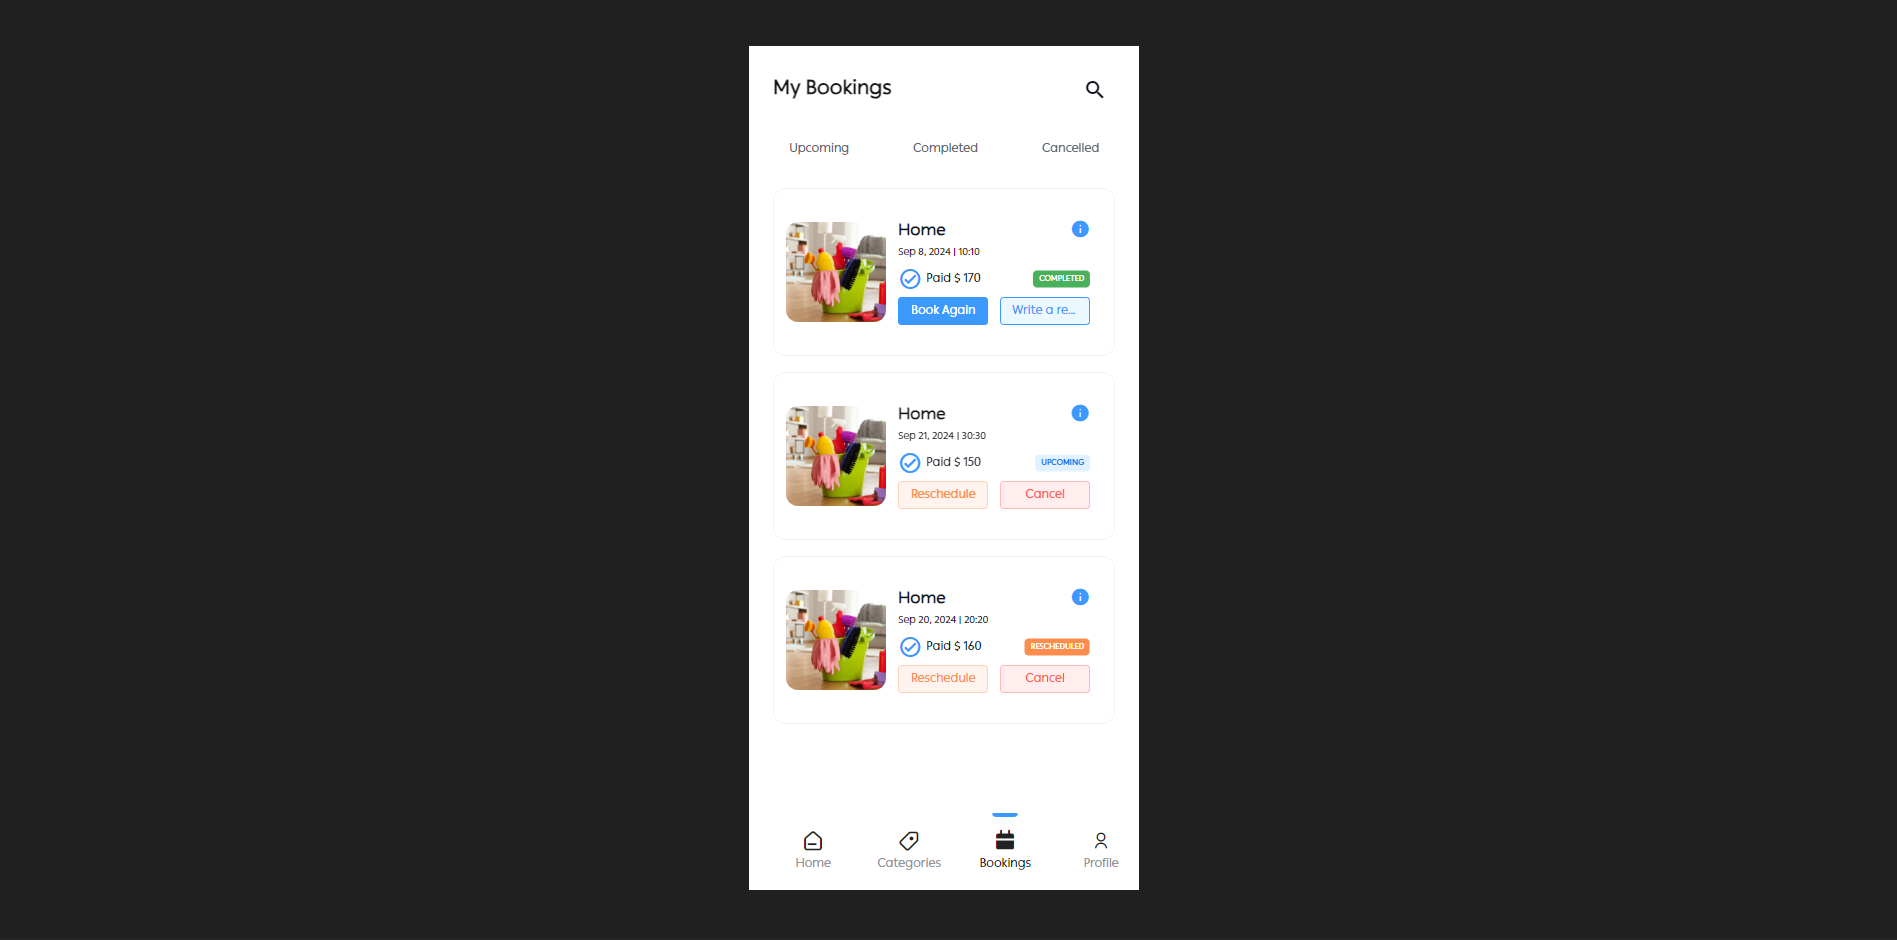 My Bookings
Upcoming Completed Cancelled
Home
Sep 8, 2024 | 10:10
Paid $ 170 COMPLETED
Book Again Write a re...
Home
Sep 21, 2024 | 30:30
Paid $ 150 UPCOMING
Reschedule Cancel
Home
Sep 20, 2024 | 20:20
Paid $ 160 RESCHEDULED
Reschedule Cancel
Home Categories Bookings Profile